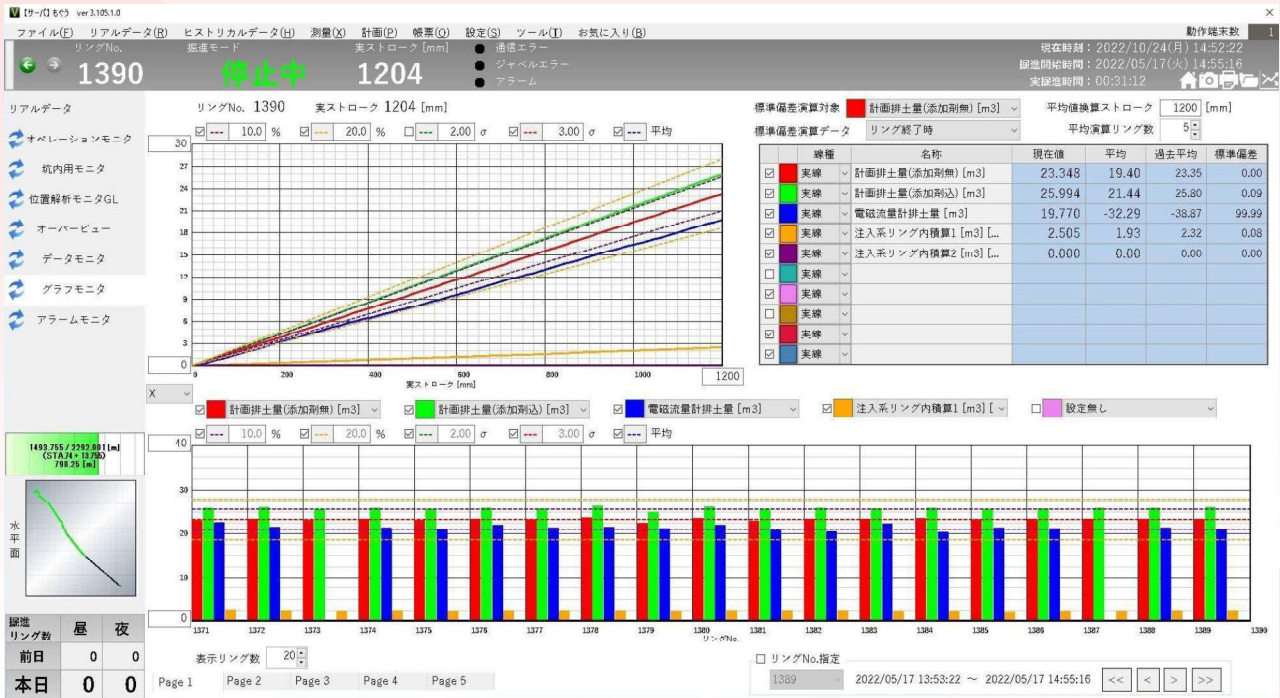 【サーバ】もぐう ver 3.105.1.0
ファイル(F) リアルデータ(R) ヒストリカルデータ(H) 測量(X) 計画(P) 帳票(O) 設定(S) ツール(T) お気に入り(B) 動作端末数 1
リングNo. 掘進モード 実ストローク [mm] 通信エラー
1390 停止中 1204 ジャベルエラー
アラーム
現在時刻：2022/10/24(月) 14:52:22
掘進開始時間：2022/05/17(火) 14:55:16
実掘進時間：00:31:12
リアルデータ
オペレーションモニタ
坑内用モニタ
位置解析モニタGL
オーバービュー
データモニタ
グラフモニタ
アラームモニタ
リングNo. 1390 実ストローク 1204 [mm]
10.0 % 20.0 % 2.00 σ 3.00 σ 平均
30
27
24
21
18
15
12
9
6
3
0
0 200 400 600 800 1000 1200
実ストローク [mm]
標準偏差演算対象 計画排土量(添加剤無) [m3] 平均値換算ストローク 1200 [mm]
標準偏差演算データ リング終了時 平均演算リング数 5
線種 名称 現在値 平均 過去平均 標準偏差
実線 計画排土量(添加剤無) [m3] 23.348 19.40 23.35 0.00
実線 計画排土量(添加剤込) [m3] 25.994 21.44 25.80 0.09
実線 電磁流量計排土量 [m3] 19.770 -32.29 -38.87 99.99
実線 注入系リング内積算1 [m3] [... 2.505 1.93 2.32 0.08
実線 注入系リング内積算2 [m3] [... 0.000 0.00 0.00 0.00
実線
実線
実線
実線
実線
X
計画排土量(添加剤無) [m3] 計画排土量(添加剤込) [m3] 電磁流量計排土量 [m3] 注入系リング内積算1 [m3] [ 設定無し
10.0 % 20.0 % 2.00 σ 3.00 σ 平均
40
30
20
10
0
1371 1372 1373 1374 1375 1376 1377 1378 1379 1380 1381 1382 1383 1384 1385 1386 1387 1388 1389 1390
リングNo.
1493.755 / 2292.001 [m]
(STA.74 + 13.755)
798.25 [m]
水平面
掘進リング数 昼 夜
前日 0 0
本日 0 0
表示リング数 20
Page 1 Page 2 Page 3 Page 4 Page 5
リングNo.指定
1389 2022/05/17 13:53:22 ～ 2022/05/17 14:55:16 << < > >>